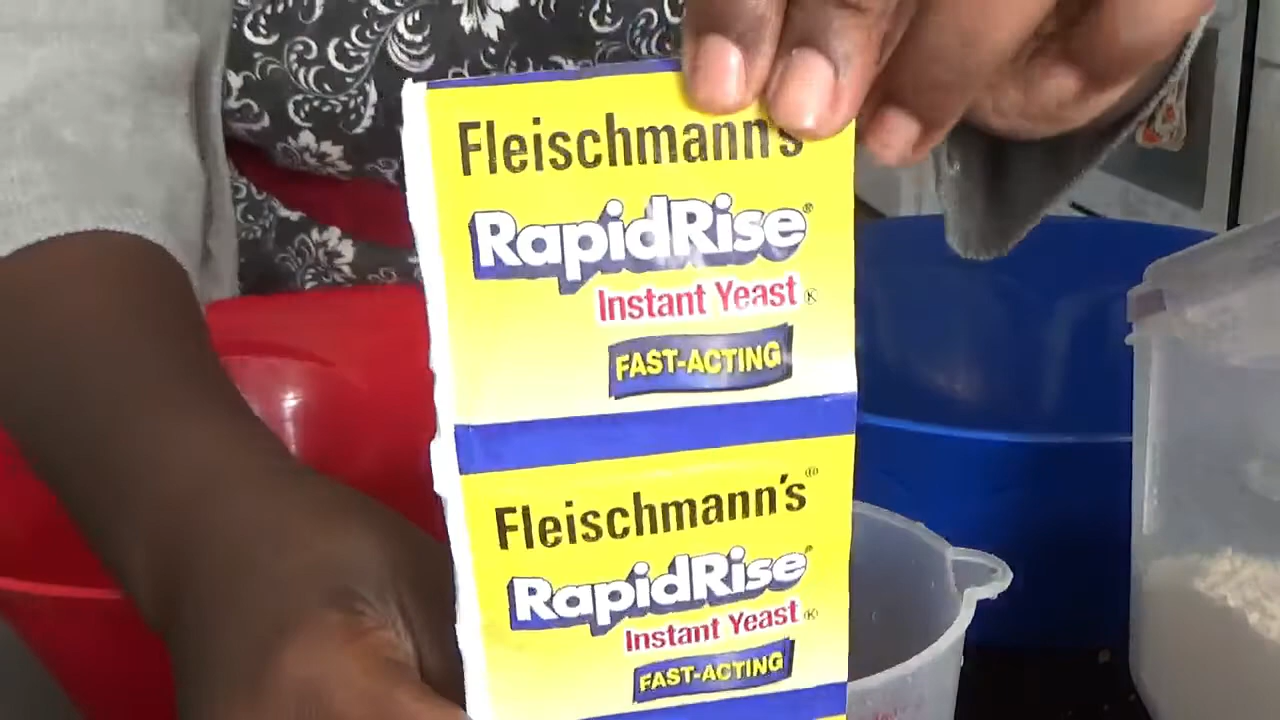 Fleischmann's
RapidRise®
Instant Yeast Ⓚ
FAST-ACTING
Fleischmann's®
RapidRise®
Instant Yeast Ⓚ
FAST-ACTING